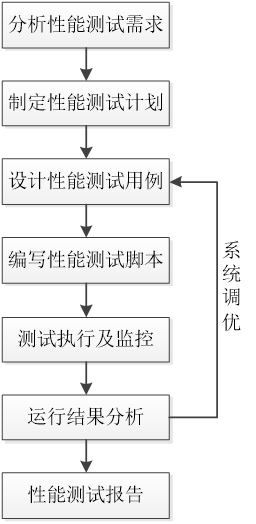 分析性能测试需求
制定性能测试计划
设计性能测试用例
编写性能测试脚本
测试执行及监控
运行结果分析
性能测试报告
系统调优